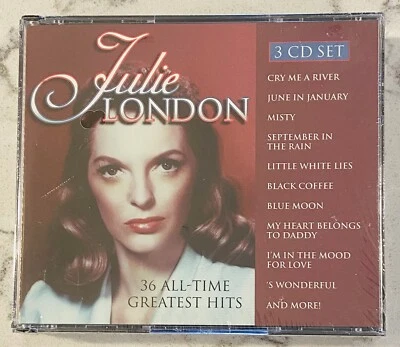 Julie
LONDON
36 ALL-TIME
GREATEST HITS
3 CD SET
CRY ME A RIVER
JUNE IN JANUARY
MISTY
SEPTEMBER IN
THE RAIN
LITTLE WHITE LIES
BLACK COFFEE
BLUE MOON
MY HEART BELONGS
TO DADDY
I'M IN THE MOOD
FOR LOVE
'S WONDERFUL
AND MORE!